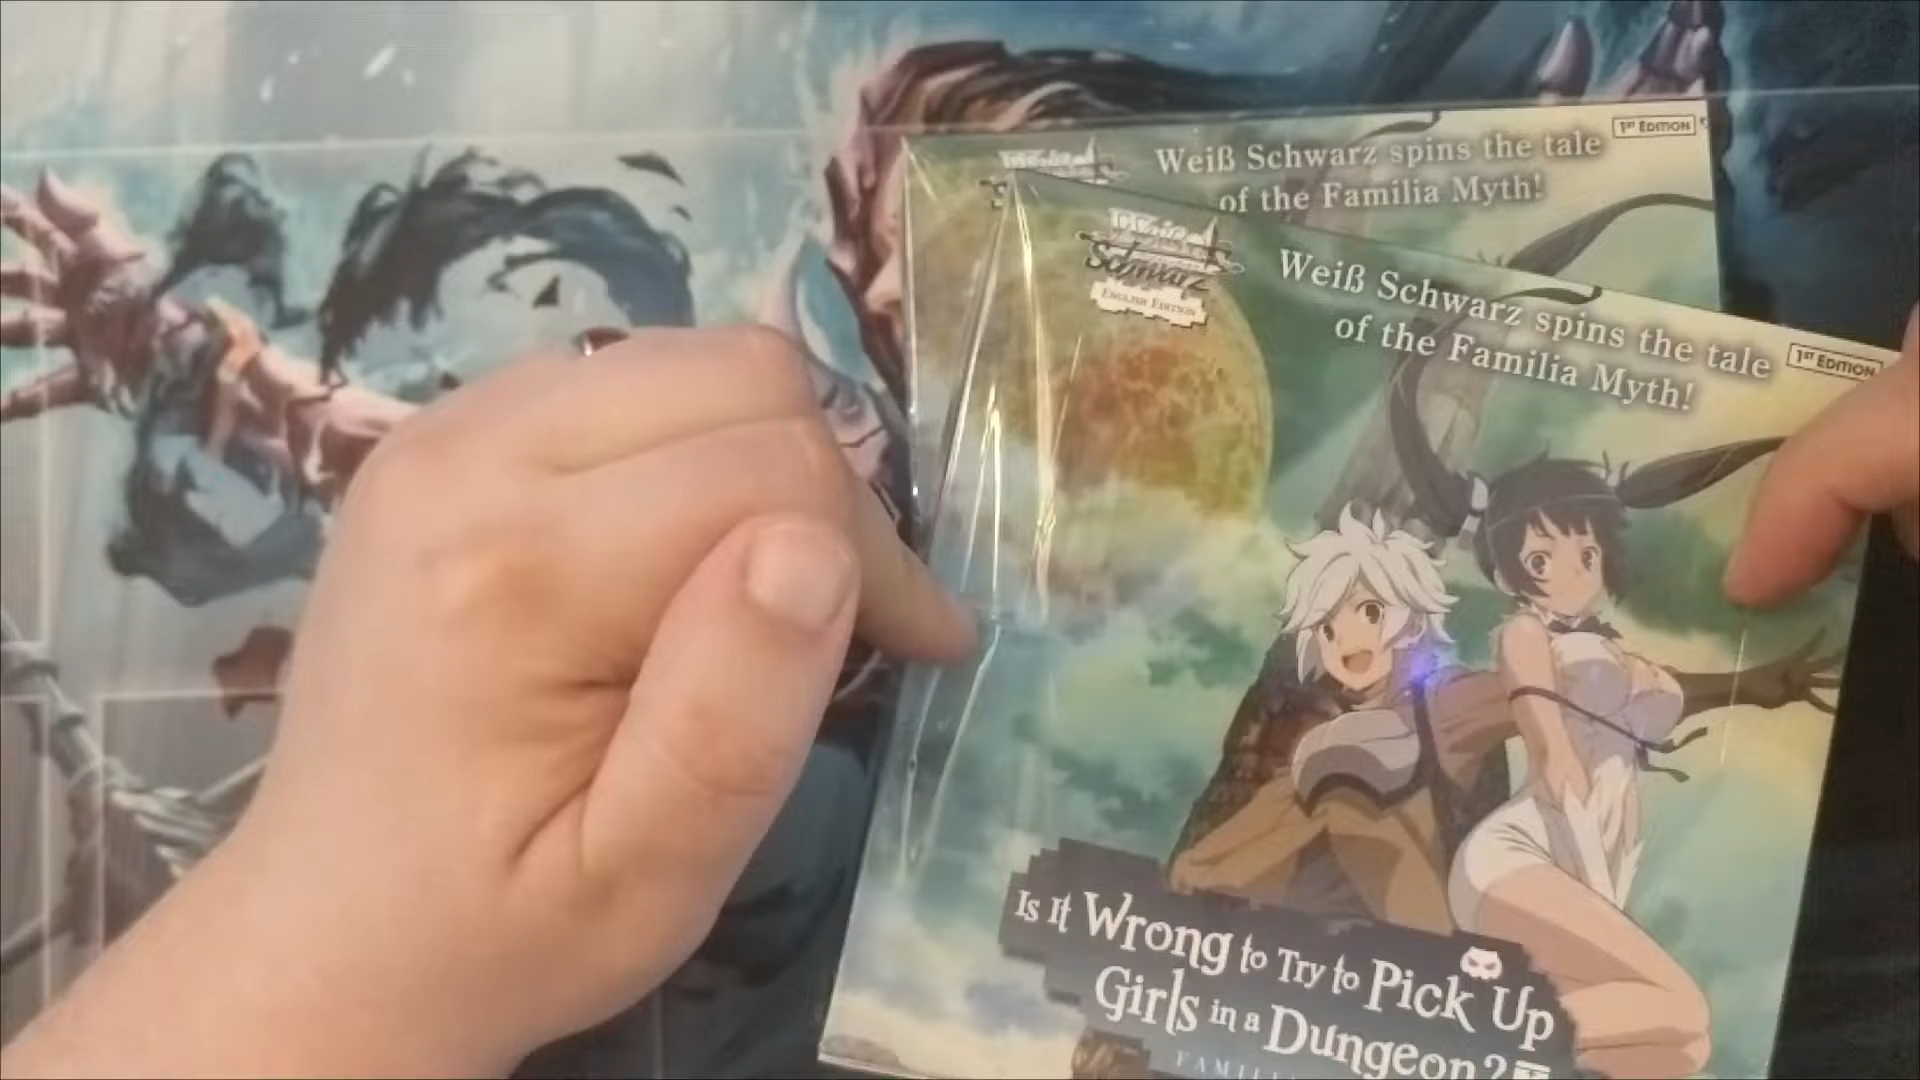 Weiß Schwarz spins the tale
of the Familia Myth!
1ST EDITION
Weiß
Schwarz
ENGLISH EDITION
Weiß Schwarz spins the tale
of the Familia Myth!
1ST EDITION
Is It Wrong to Try to Pick Up
Girls in a Dungeon?